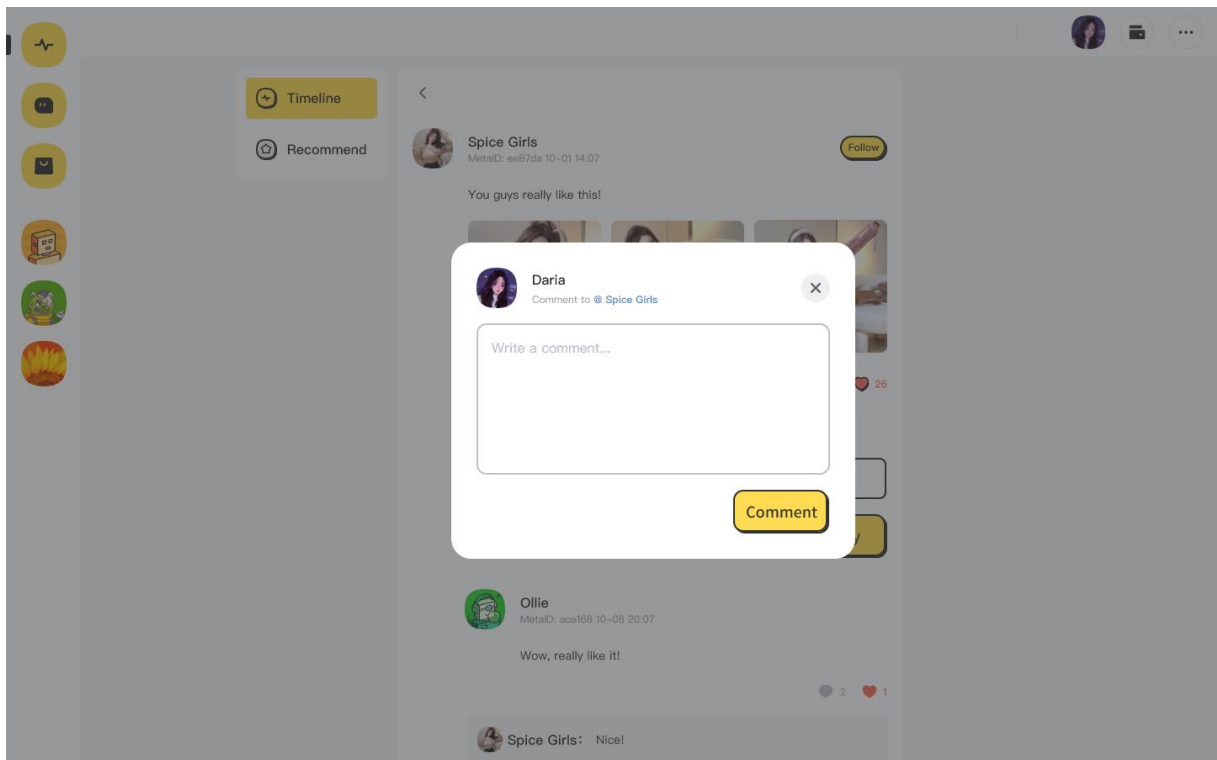 Timeline
Recommend
Spice Girls
MetaID: ee87da 10-01 14:07
Follow
You guys really like this!
Daria
Comment to @ Spice Girls
Write a comment...
26
Comment
Ollie
MetaID: ace168 10-08 20:07
Wow, really like it!
2
1
Spice Girls: Nice!